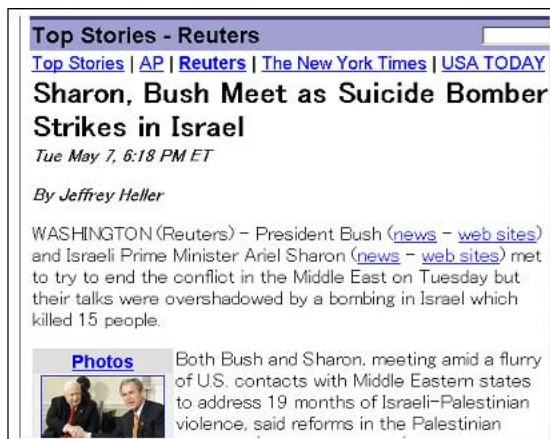 Top Stories - Reuters
Top Stories | AP | Reuters | The New York Times | USA TODAY
Sharon, Bush Meet as Suicide Bomber
Strikes in Israel
Tue May 7, 6:18 PM ET
By Jeffrey Heller
WASHINGTON (Reuters) - President Bush (news - web sites)
and Israeli Prime Minister Ariel Sharon (news - web sites) met
to try to end the conflict in the Middle East on Tuesday but
their talks were overshadowed by a bombing in Israel which
killed 15 people.
Photos
Both Bush and Sharon, meeting amid a flurry
of U.S. contacts with Middle Eastern states
to address 19 months of Israeli-Palestinian
violence, said reforms in the Palestinian